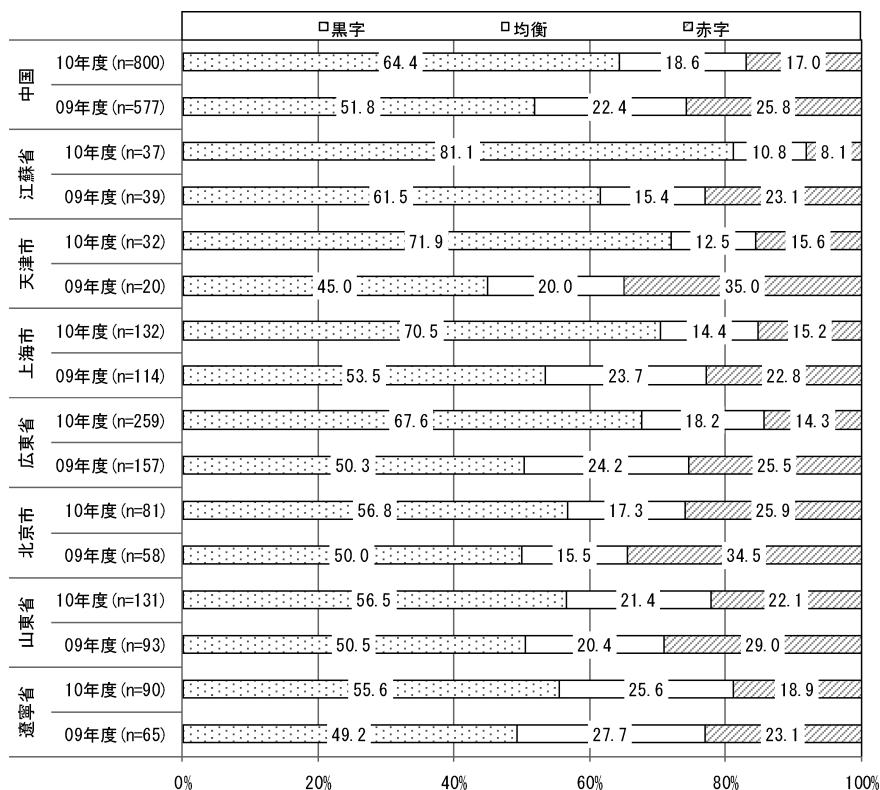 □黒字 □均衡 □赤字
中国
10年度(n=800) 64.4 18.6 17.0
09年度(n=577) 51.8 22.4 25.8
江蘇省
10年度(n=37) 81.1 10.8 8.1
09年度(n=39) 61.5 15.4 23.1
天津市
10年度(n=32) 71.9 12.5 15.6
09年度(n=20) 45.0 20.0 35.0
上海市
10年度(n=132) 70.5 14.4 15.2
09年度(n=114) 53.5 23.7 22.8
広東省
10年度(n=259) 67.6 18.2 14.3
09年度(n=157) 50.3 24.2 25.5
北京市
10年度(n=81) 56.8 17.3 25.9
09年度(n=58) 50.0 15.5 34.5
山東省
10年度(n=131) 56.5 21.4 22.1
09年度(n=93) 50.5 20.4 29.0
遼寧省
10年度(n=90) 55.6 25.6 18.9
09年度(n=65) 49.2 27.7 23.1
0% 20% 40% 60% 80% 100%